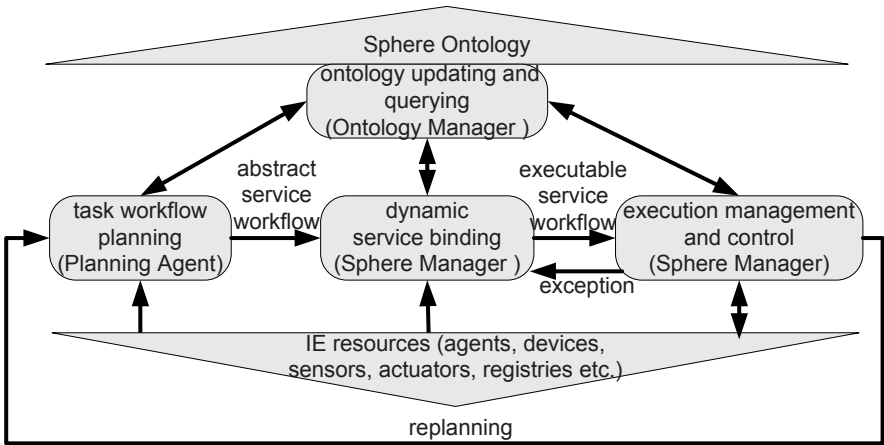 Sphere Ontology
ontology updating and
querying
(Ontology Manager )
abstract
service
workflow
executable
service
workflow
task workflow
planning
(Planning Agent)
dynamic
service binding
(Sphere Manager )
execution management
and control
(Sphere Manager)
exception
IE resources (agents, devices,
sensors, actuators, registries etc.)
replanning